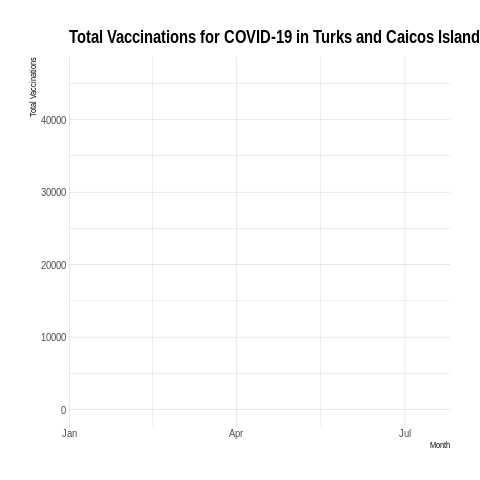 Total Vaccinations for COVID-19 in Turks and Caicos Island
Total Vaccinations
40000
30000
20000
10000
0
Jan Apr Jul
Month